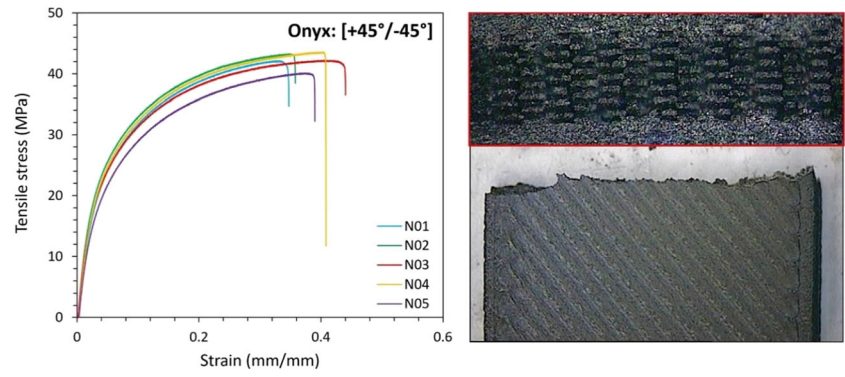 Onyx: [+45°/-45°]
50
40
30
20
10
0
Tensile stress (MPa)
N01
N02
N03
N04
N05
0
0.2
0.4
0.6
Strain (mm/mm)